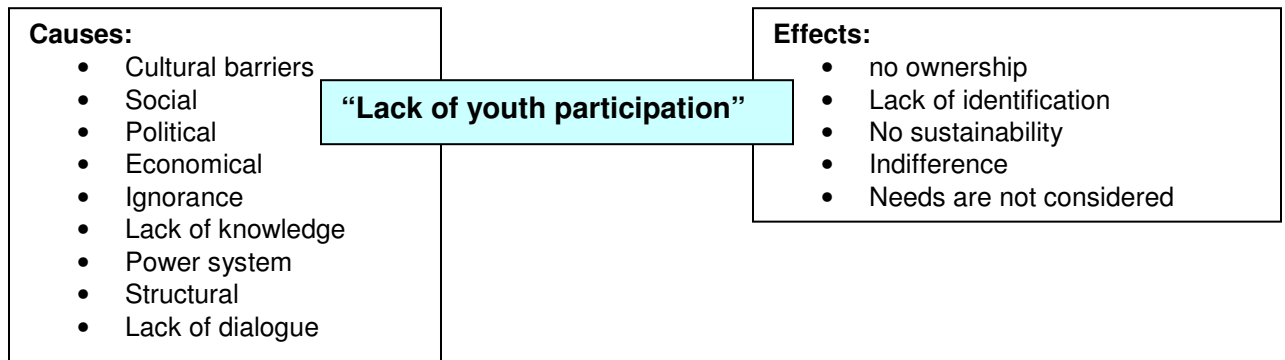 Causes:
• Cultural barriers
• Social
• Political
• Economical
• Ignorance
• Lack of knowledge
• Power system
• Structural
• Lack of dialogue
“Lack of youth participation”
Effects:
• no ownership
• Lack of identification
• No sustainability
• Indifference
• Needs are not considered